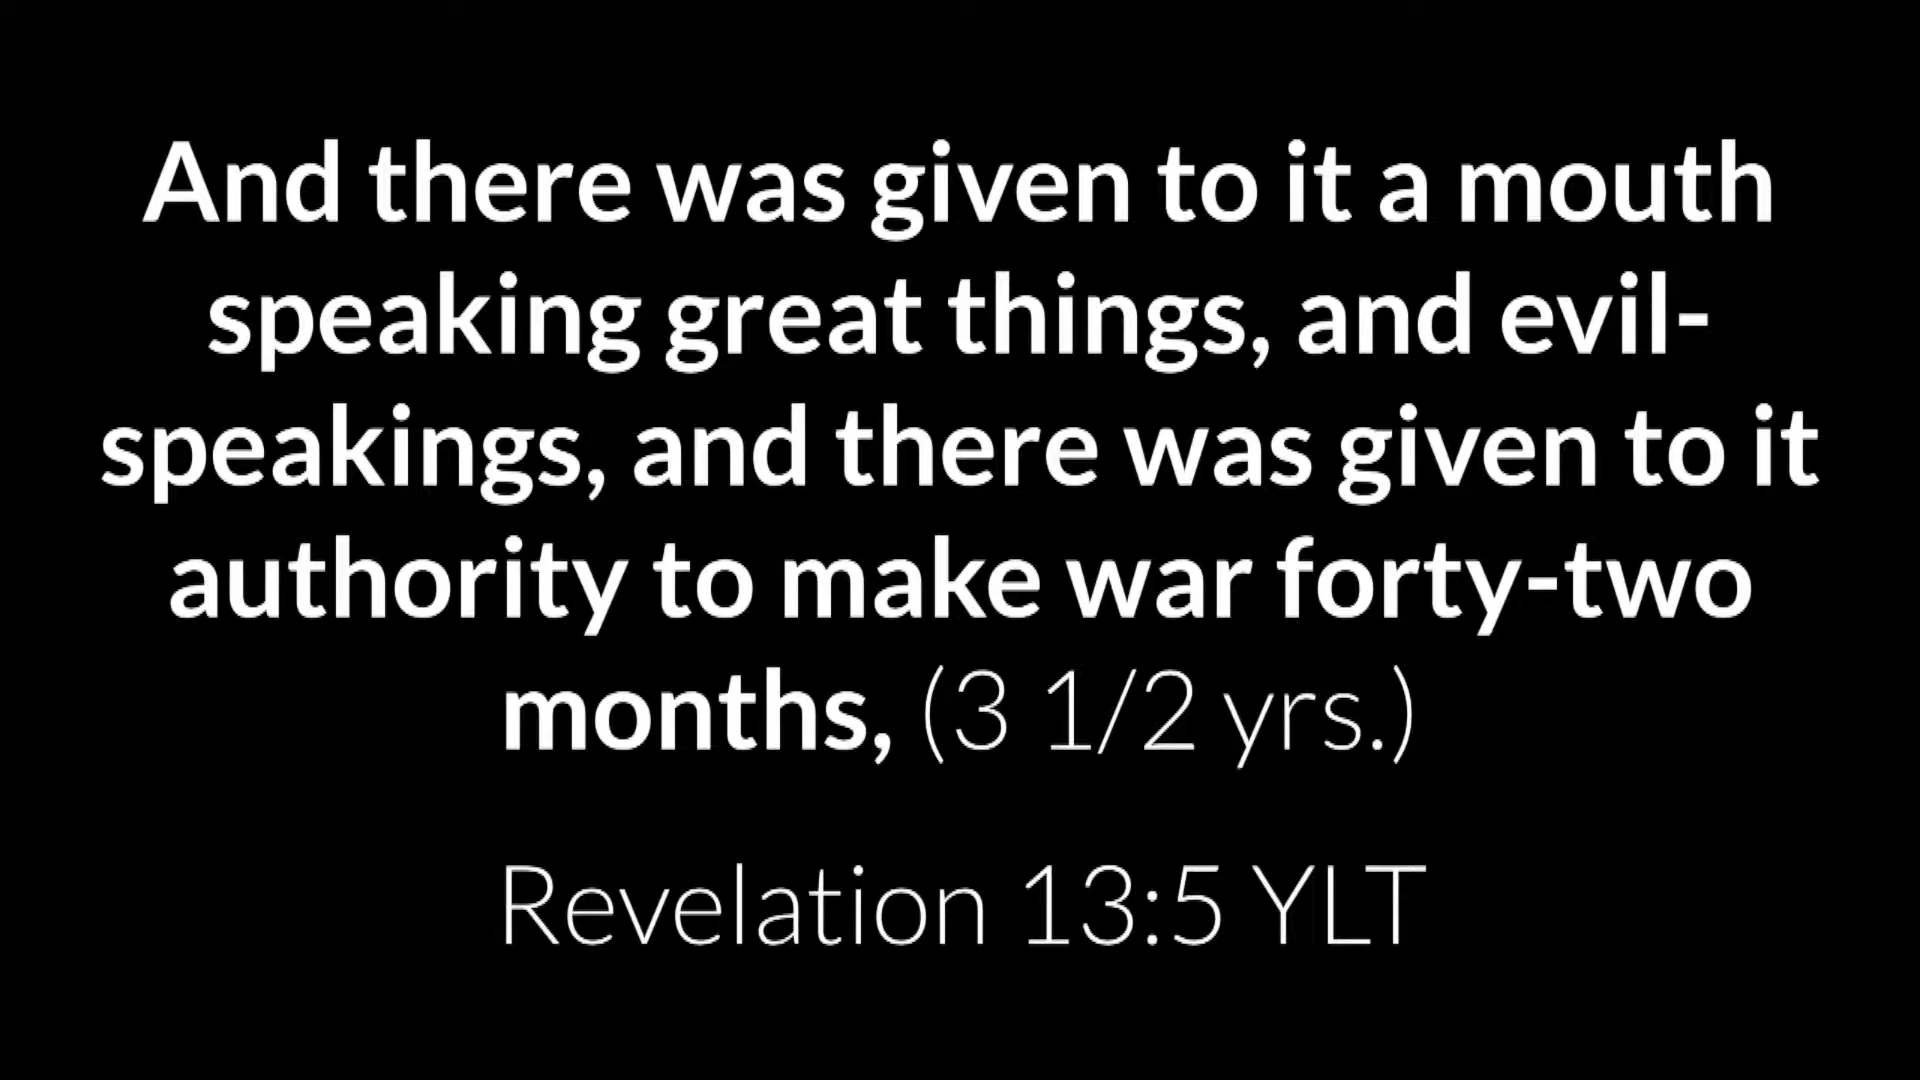 And there was given to it a mouth
speaking great things, and evil-
speakings, and there was given to it
authority to make war forty-two
months, (3 1/2 yrs.)
Revelation 13:5 YLT